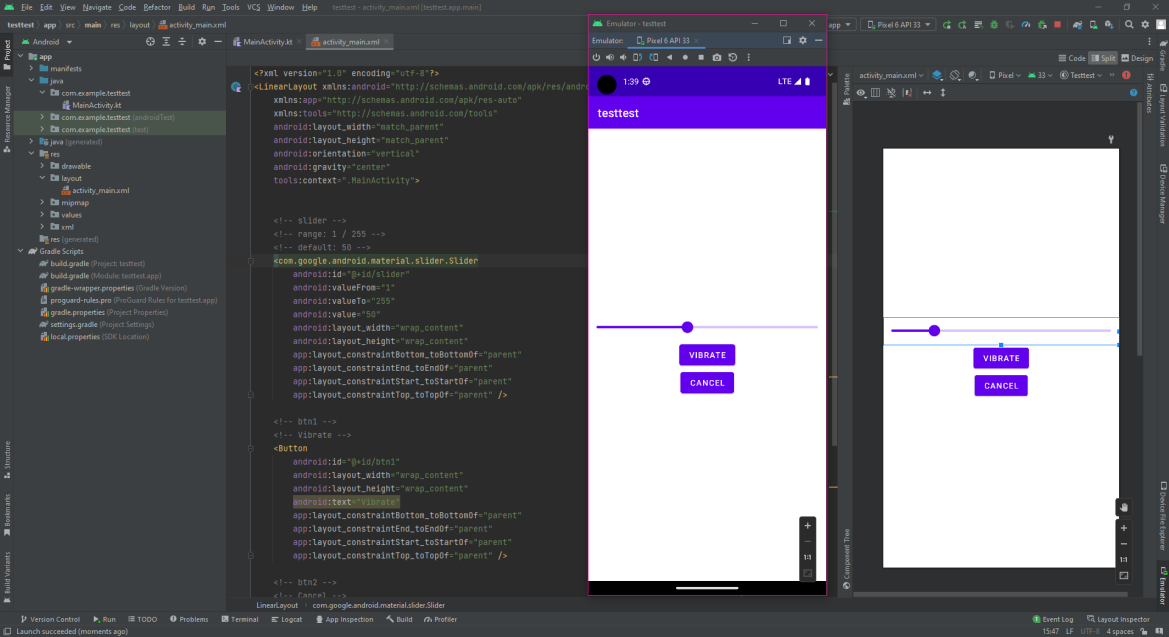 File Edit View Navigate Code Refactor Build Run Tools VCS Window Help testtest - activity_main.xml [testtest.app.main]
testtest app src main res layout activity_main.xml
app Pixel 6 API 33
Project
Resource Manager
Structure
Bookmarks
Build Variants
Android
app
manifests
java
com.example.testtest
MainActivity.kt
com.example.testtest (androidTest)
com.example.testtest (test)
java (generated)
res
drawable
layout
activity_main.xml
mipmap
values
xml
res (generated)
Gradle Scripts
build.gradle (Project: testtest)
build.gradle (Module: testtest.app)
gradle-wrapper.properties (Gradle Version)
proguard-rules.pro (ProGuard Rules for testtest.app)
gradle.properties (Project Properties)
settings.gradle (Project Settings)
local.properties (SDK Location)
MainActivity.kt activity_main.xml
<?xml version="1.0" encoding="utf-8"?>
<LinearLayout xmlns:android="http://schemas.android.com/apk/res/andro
xmlns:app="http://schemas.android.com/apk/res-auto"
xmlns:tools="http://schemas.android.com/tools"
android:layout_width="match_parent"
android:layout_height="match_parent"
android:orientation="vertical"
android:gravity="center"
tools:context=".MainActivity">
<!-- slider -->
<!-- range: 1 / 255 -->
<!-- default: 50 -->
<com.google.android.material.slider.Slider
android:id="@+id/slider"
android:valueFrom="1"
android:valueTo="255"
android:value="50"
android:layout_width="wrap_content"
android:layout_height="wrap_content"
app:layout_constraintBottom_toBottomOf="parent"
app:layout_constraintEnd_toEndOf="parent"
app:layout_constraintStart_toStartOf="parent"
app:layout_constraintTop_toTopOf="parent" />
<!-- btn1 -->
<!-- Vibrate -->
<Button
android:id="@+id/btn1"
android:layout_width="wrap_content"
android:layout_height="wrap_content"
android:text="Vibrate"
app:layout_constraintBottom_toBottomOf="parent"
app:layout_constraintEnd_toEndOf="parent"
app:layout_constraintStart_toStartOf="parent"
app:layout_constraintTop_toTopOf="parent" />
<!-- btn2 -->
<!-- Cancel -->
LinearLayout com.google.android.material.slider.Slider
Emulator - testtest
Emulator: Pixel 6 API 33
1:39 LTE
testtest
VIBRATE
CANCEL
1:1
Code Split Design
activity_main.xml Pixel 33 Testtest
Palette
Component Tree
VIBRATE
CANCEL
1:1
Gradle
Attributes
Layout Validation
Device Manager
Device File Explorer
Emulator
Version Control Run TODO Problems Terminal Logcat App Inspection Build Profiler
1 Event Log Layout Inspector
Launch succeeded (moments ago)
15:47 LF UTF-8 4 spaces